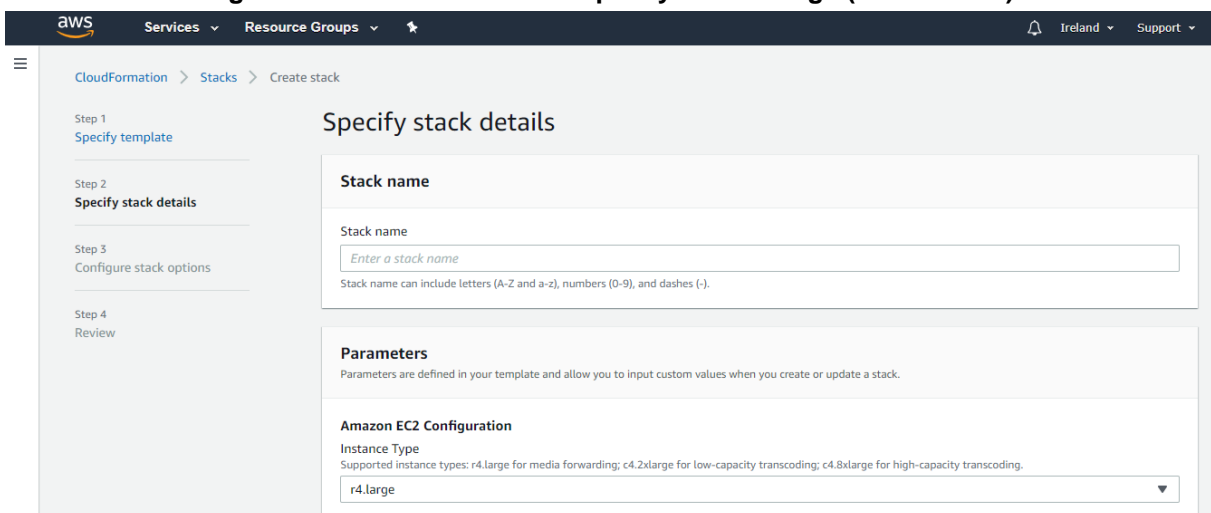 aws Services Resource Groups Ireland Support
CloudFormation > Stacks > Create stack
Step 1
Specify template
Step 2
Specify stack details
Step 3
Configure stack options
Step 4
Review
Specify stack details
Stack name
Stack name
Enter a stack name
Stack name can include letters (A-Z and a-z), numbers (0-9), and dashes (-).
Parameters
Parameters are defined in your template and allow you to input custom values when you create or update a stack.
Amazon EC2 Configuration
Instance Type
Supported instance types: r4.large for media forwarding; c4.2xlarge for low-capacity transcoding; c4.8xlarge for high-capacity transcoding.
r4.large